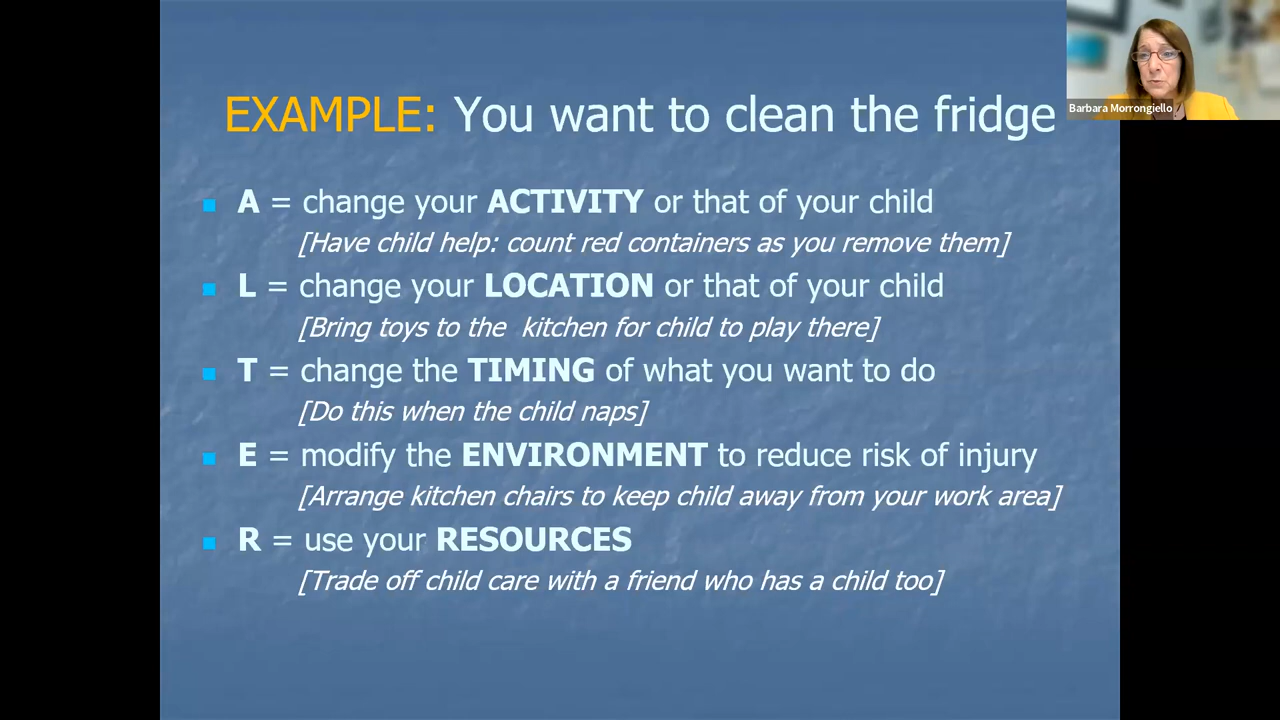 EXAMPLE: You want to clean the fridge
Barbara Morrongiello
A = change your ACTIVITY or that of your child
[Have child help: count red containers as you remove them]
L = change your LOCATION or that of your child
[Bring toys to the kitchen for child to play there]
T = change the TIMING of what you want to do
[Do this when the child naps]
E = modify the ENVIRONMENT to reduce risk of injury
[Arrange kitchen chairs to keep child away from your work area]
R = use your RESOURCES
[Trade off child care with a friend who has a child too]